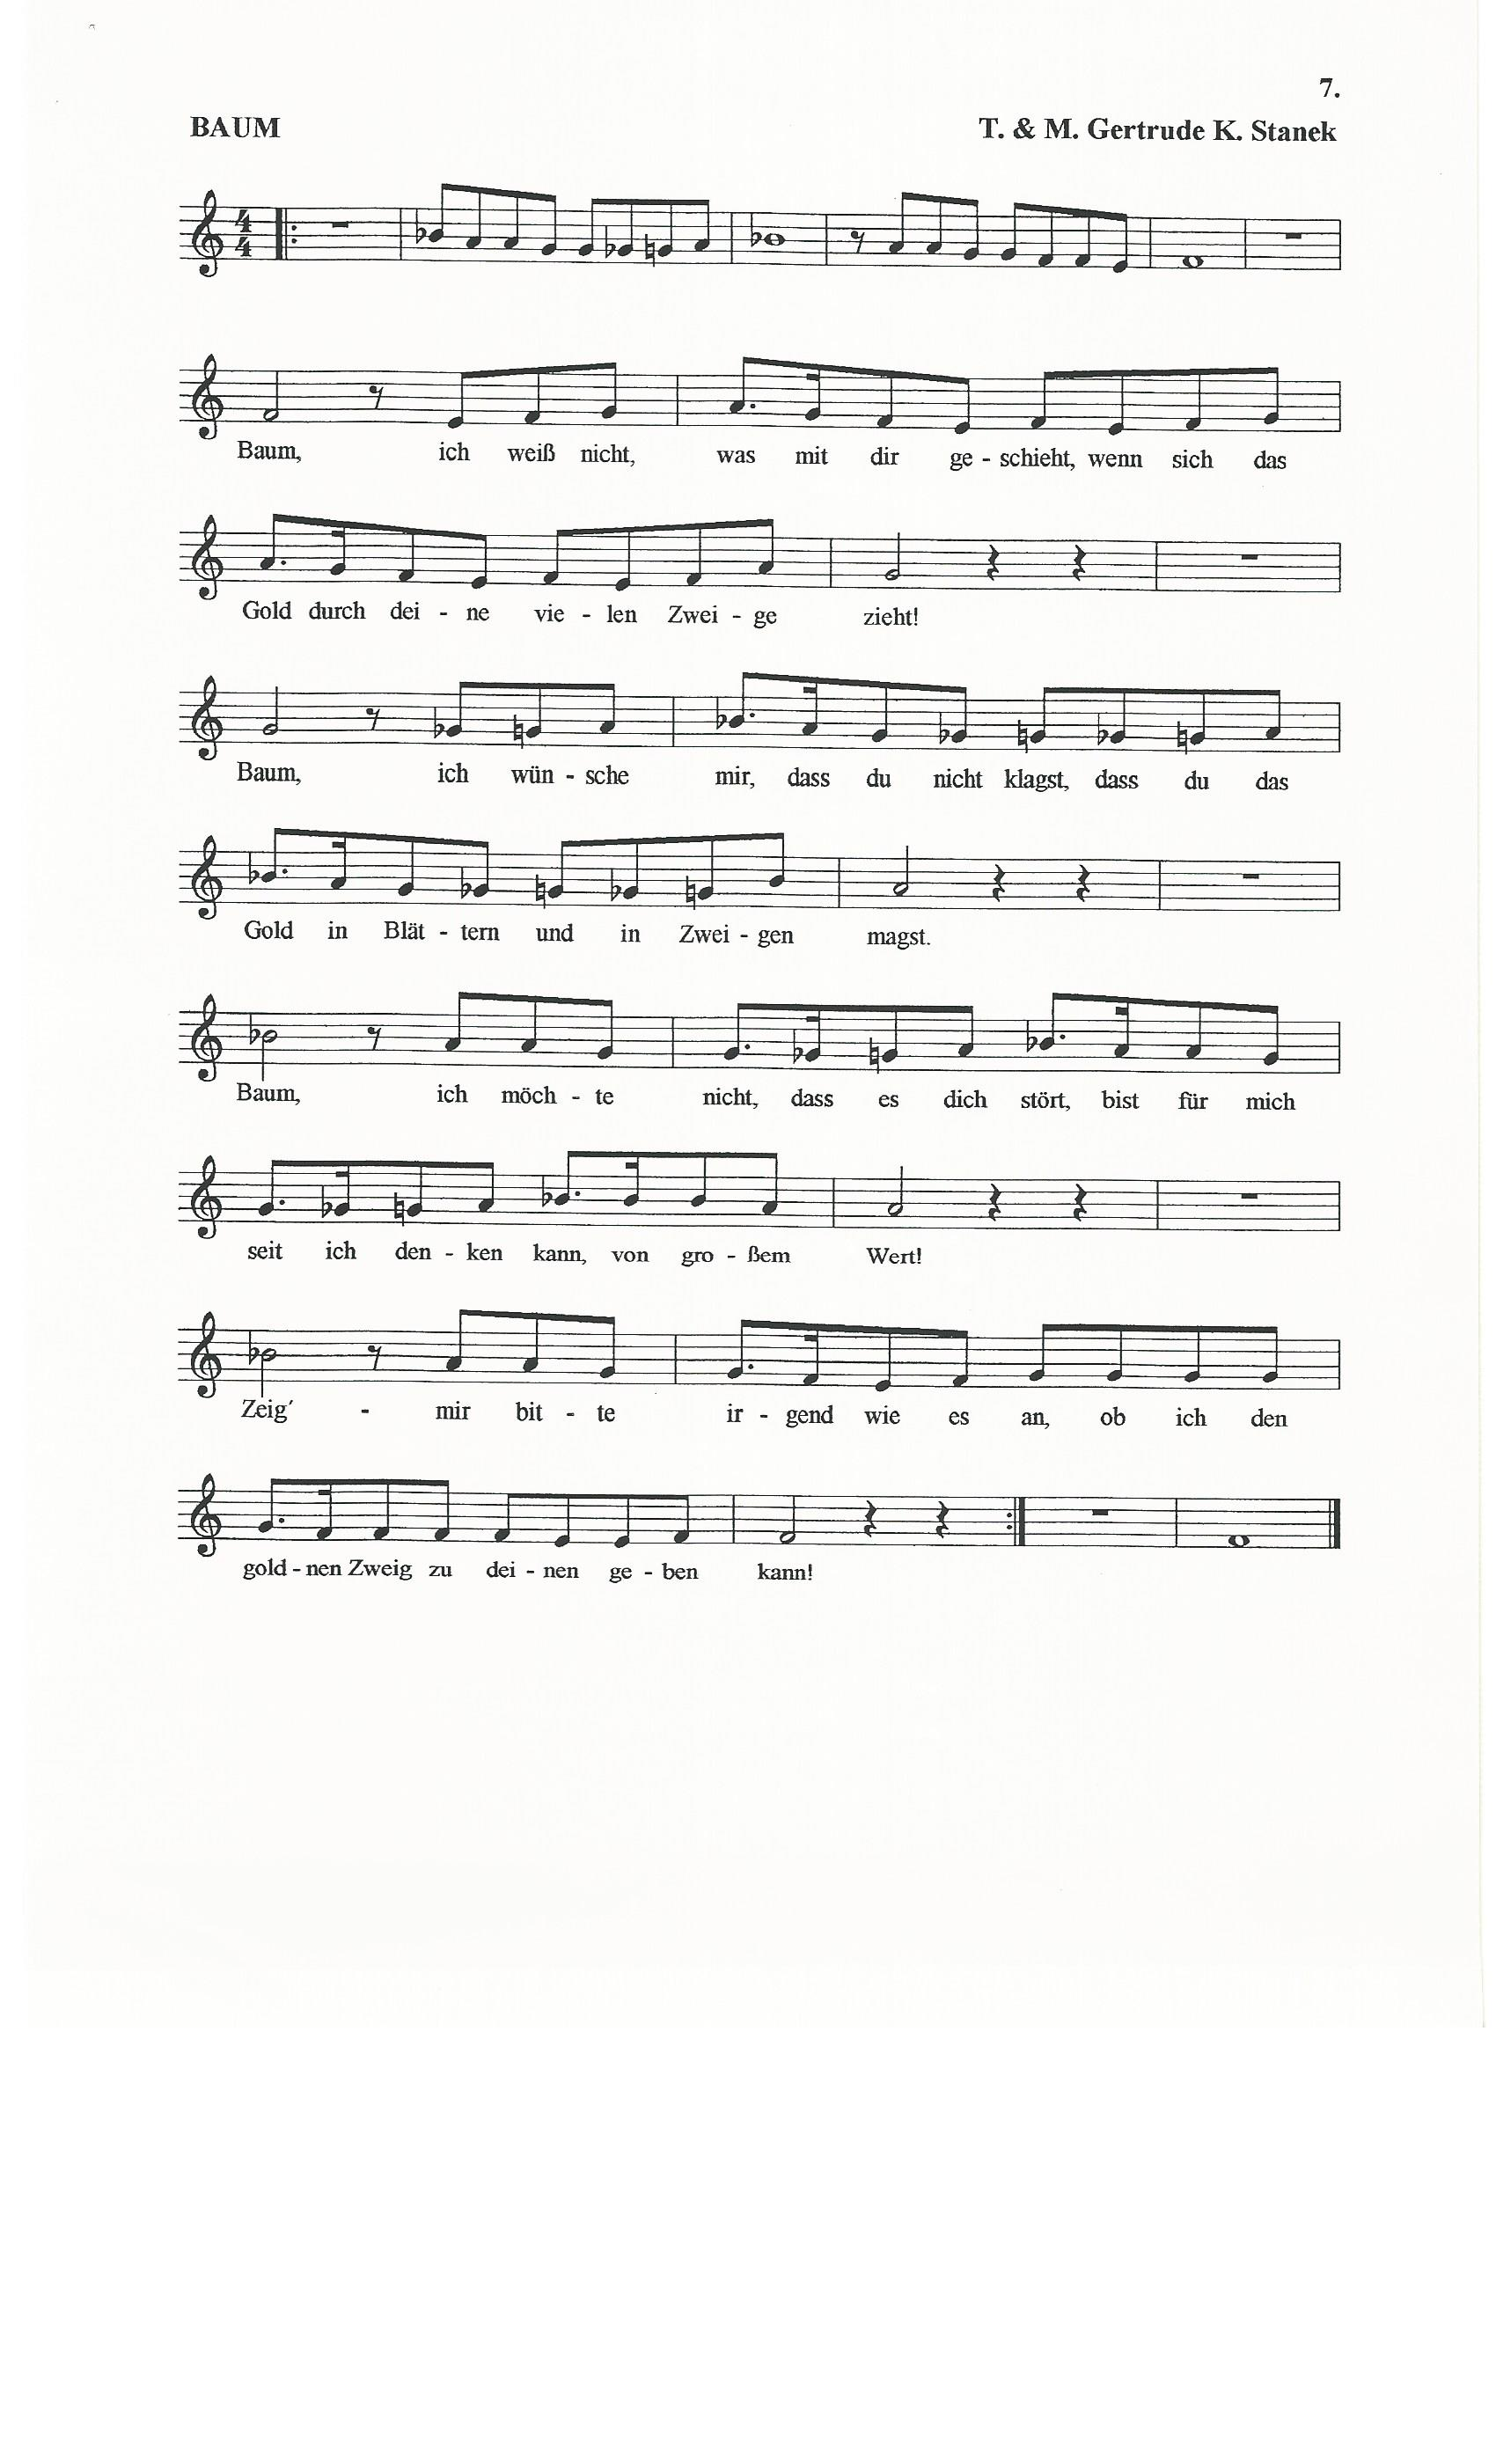 7.
BAUM T. & M. Gertrude K. Stanek
4
4
Baum, ich weiß nicht, was mit dir ge - schieht, wenn sich das
Gold durch dei - ne vie - len Zwei - ge zieht!
Baum, ich wün - sche mir, dass du nicht klagst, dass du das
Gold in Blät - tern und in Zwei - gen magst.
Baum, ich möch - te nicht, dass es dich stört, bist für mich
seit ich den - ken kann, von gro - ßem Wert!
Zeig´ - mir bit - te ir - gend wie es an, ob ich den
gold - nen Zweig zu dei - nen ge - ben kann!